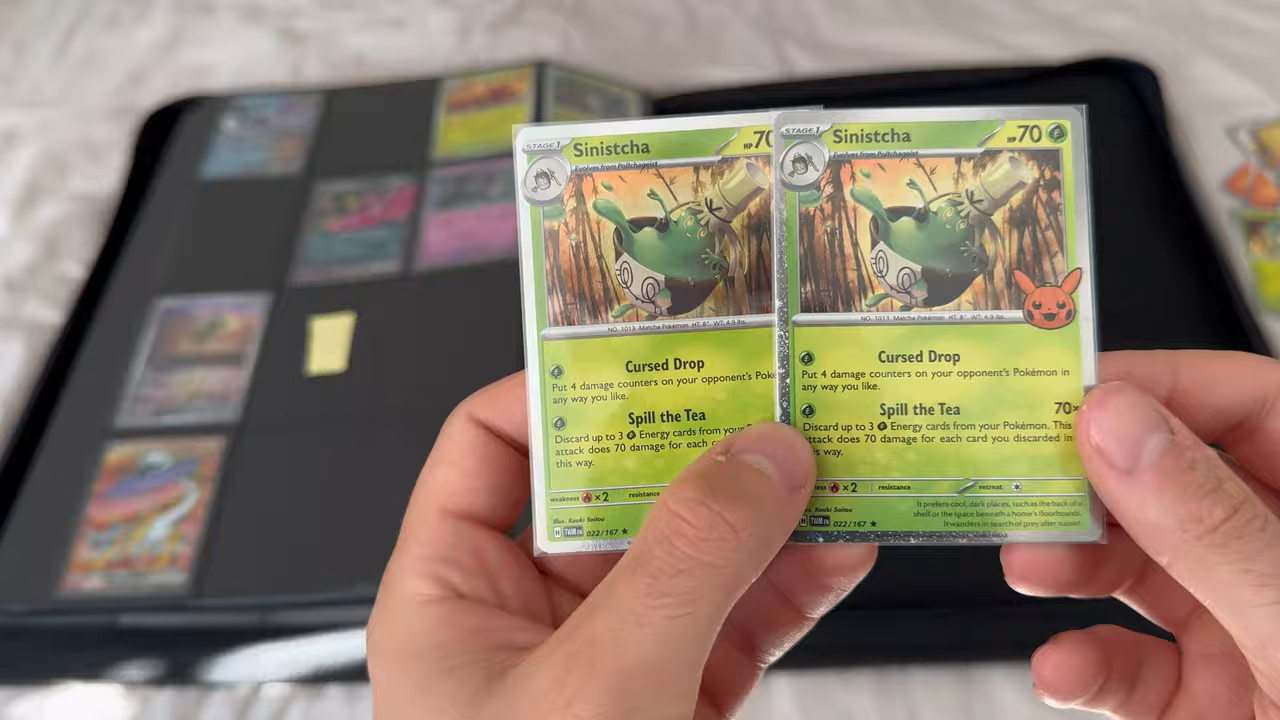 STAGE 1
Sinistcha
HP 70
Evolves from Poltchageist
NO. 1013 Matcha Pokémon HT: 8" WT: 4.9 lbs.
Cursed Drop
Put 4 damage counters on your opponent's Poké
any way you like.
Spill the Tea
Discard up to 3 Energy cards from your
attack does 70 damage for each
this way.
weakness ×2 resistance
Illus. Kouki Saitou
H TWM EN 022/167 ★
STAGE 1
Sinistcha
HP 70
Evolves from Poltchageist
NO. 1013 Matcha Pokémon HT: 8" WT: 4.9 lbs.
Cursed Drop
Put 4 damage counters on your opponent's Pokémon in
any way you like.
Spill the Tea 70×
Discard up to 3 Energy cards from your Pokémon. This
attack does 70 damage for each card you discarded in
this way.
ness ×2 resistance retreat
Illus. Kouki Saitou
It prefers cool, dark places, such as the back of a
shelf or the space beneath a home's floorboards.
It wanders in search of prey after sunset.
H TWM EN 022/167 ★